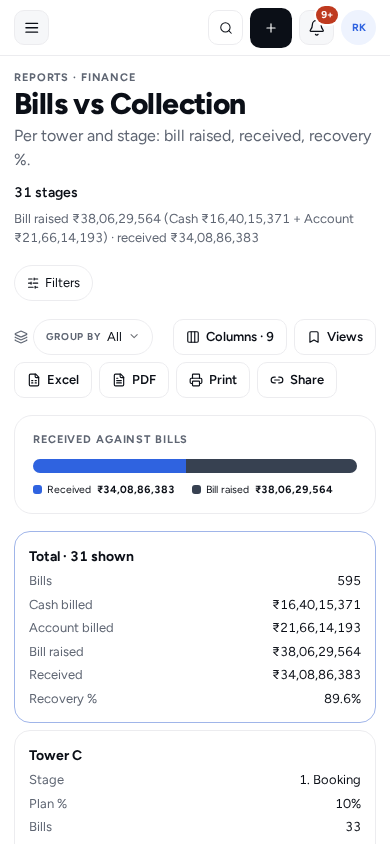 9+
RK
REPORTS · FINANCE
Bills vs Collection
Per tower and stage: bill raised, received, recovery
%.
31 stages
Bill raised ₹38,06,29,564 (Cash ₹16,40,15,371 + Account
₹21,66,14,193) · received ₹34,08,86,383
Filters
GROUP BY All
Columns · 9
Views
Excel
PDF
Print
Share
RECEIVED AGAINST BILLS
Received ₹34,08,86,383
Bill raised ₹38,06,29,564
Total · 31 shown
Bills 595
Cash billed ₹16,40,15,371
Account billed ₹21,66,14,193
Bill raised ₹38,06,29,564
Received ₹34,08,86,383
Recovery % 89.6%
Tower C
Stage 1. Booking
Plan % 10%
Bills 33